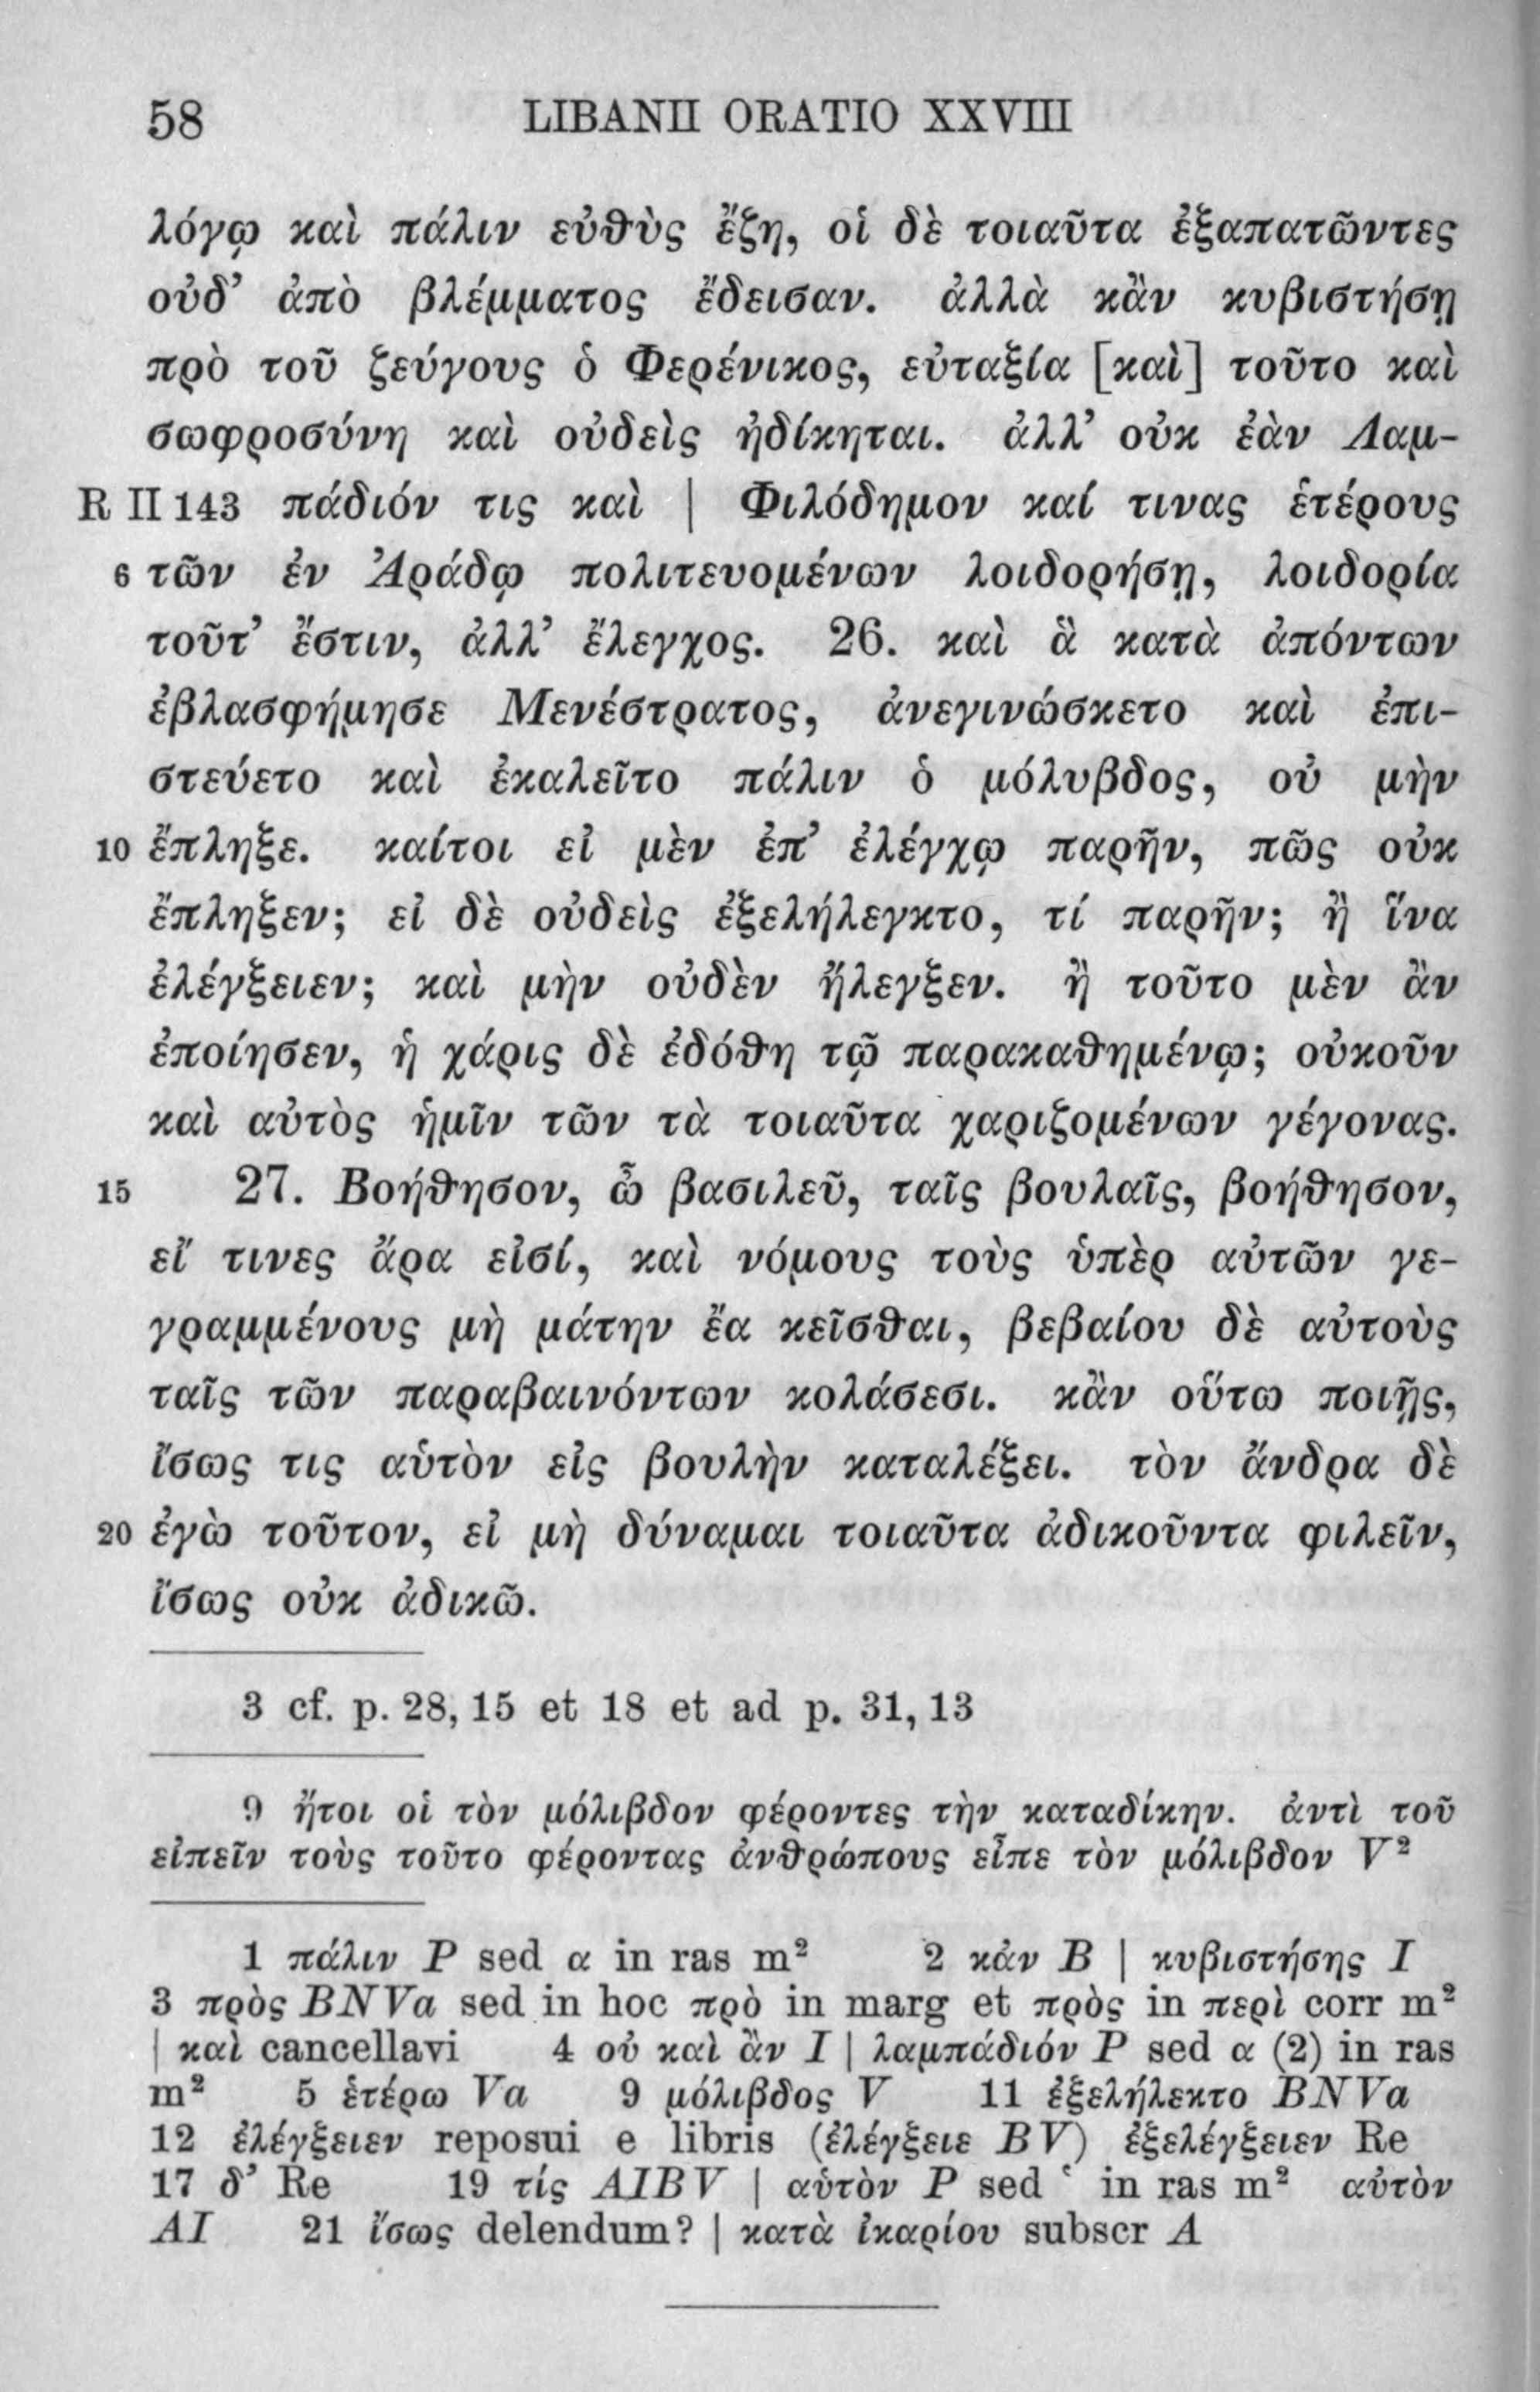 58 LIBANII ORATIO XXVIII
λόγῳ καὶ πάλιν εὐθὺς ἔζη, οἱ δὲ τοιαῦτα ἐξαπατῶντες
οὐδ’ ἀπὸ βλέμματος ἔδεισαν. ἀλλὰ κἂν κυβιστήσῃ
πρὸ τοῦ ζεύγους ὁ Φερένικος, εὐταξία [καὶ] τοῦτο καὶ
σωφροσύνη καὶ οὐδεὶς ἠδίκηται. ἀλλ’ οὐκ ἐὰν Λαμ-
R II 143 πάδιόν τις καὶ | Φιλόδημον καί τινας ἑτέρους
6 τῶν ἐν Ἀράδῳ πολιτευομένων λοιδορήσῃ, λοιδορία
τοῦτ’ ἔστιν, ἀλλ’ ἔλεγχος. 26. καὶ ἃ κατὰ ἀπόντων
ἐβλασφήμησε Μενέστρατος, ἀνεγινώσκετο καὶ ἐπι-
στεύετο καὶ ἐκαλεῖτο πάλιν ὁ μόλυβδος, οὐ μὴν
10 ἔπληξε. καίτοι εἰ μὲν ἐπ’ ἐλέγχῳ παρῆν, πῶς οὐκ
ἔπληξεν; εἰ δὲ οὐδεὶς ἐξελήλεγκτο, τί παρῆν; ἢ ἵνα
ἐλέγξειεν; καὶ μὴν οὐδὲν ἤλεγξεν. ἢ τοῦτο μὲν ἂν
ἐποίησεν, ἡ χάρις δὲ ἐδόθη τῷ παρακαθημένῳ; οὐκοῦν
καὶ αὐτὸς ἡμῖν τῶν τὰ τοιαῦτα χαριζομένων γέγονας.
15 27. Βοήθησον, ὦ βασιλεῦ, ταῖς βουλαῖς, βοήθησον,
εἴ τινες ἄρα εἰσί, καὶ νόμους τοὺς ὑπὲρ αὐτῶν γε-
γραμμένους μὴ μάτην ἔα κεῖσθαι, βεβαίου δὲ αὐτοὺς
ταῖς τῶν παραβαινόντων κολάσεσι. κἂν οὕτω ποιῇς,
ἴσως τις αὑτὸν εἰς βουλὴν καταλέξει. τὸν ἄνδρα δὲ
20 ἐγὼ τοῦτον, εἰ μὴ δύναμαι τοιαῦτα ἀδικοῦντα φιλεῖν,
ἴσως οὐκ ἀδικῶ.
3 cf. p. 28, 15 et 18 et ad p. 31, 13
9 ἤτοι οἱ τὸν μόλιβδον φέροντες τὴν καταδίκην. ἀντὶ τοῦ
εἰπεῖν τοὺς τοῦτο φέροντας ἀνθρώπους εἶπε τὸν μόλιβδον V²
1 πάλιν P sed α in ras m² 2 κἀν B | κυβιστήσης I
3 πρὸς BNVa sed in hoc πρὸ in marg et πρὸς in περὶ corr m²
| καὶ cancellavi 4 οὐ καὶ ἂν I | λαμπάδιόν P sed α (2) in ras
m² 5 ἑτέρω Va 9 μόλιβδος V 11 ἐξελήλεκτο BNVa
12 ἐλέγξειεν reposui e libris (ἐλέγξειε BV) ἐξελέγξειεν Re
17 δ’ Re 19 τίς AIBV | αὑτὸν P sed ῾ in ras m² αὐτὸν
AI 21 ἴσως delendum? | κατὰ ἰκαρίου subscr A